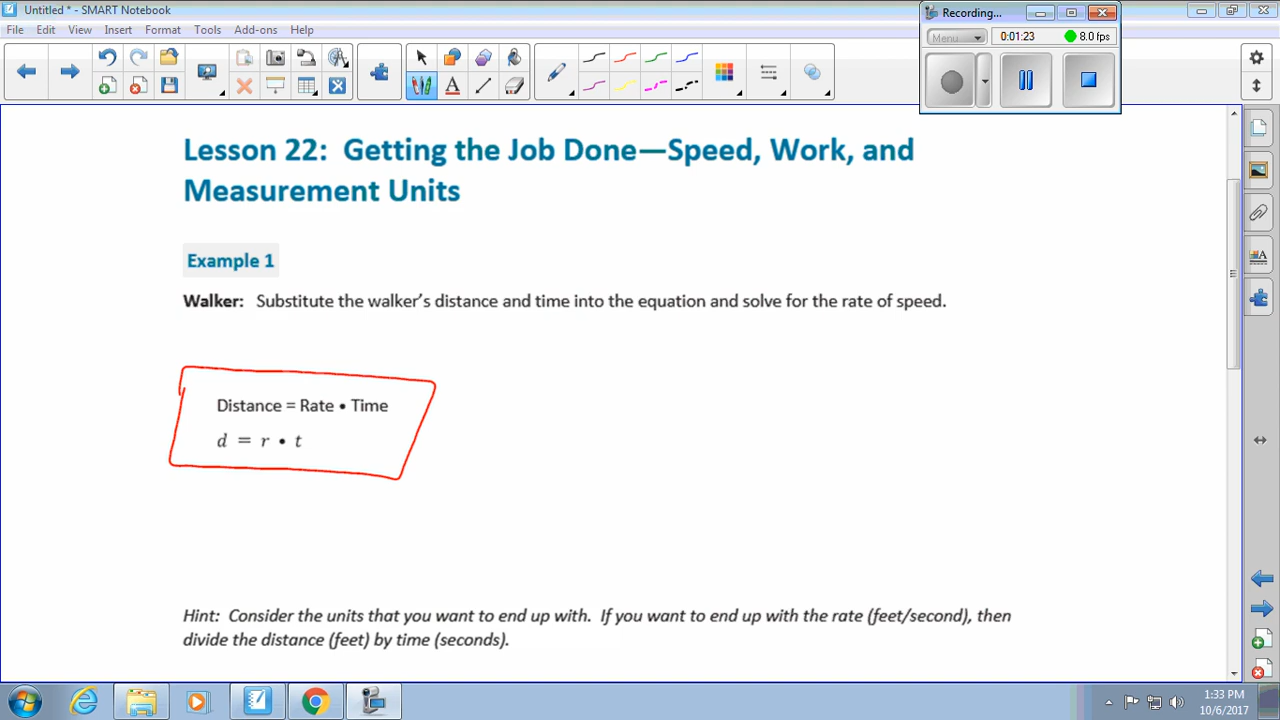 Untitled * - SMART Notebook
Recording...
File Edit View Insert Format Tools Add-ons Help
Menu
0:01:23
8.0 fps
Lesson 22: Getting the Job Done—Speed, Work, and
Measurement Units
Example 1
Walker: Substitute the walker's distance and time into the equation and solve for the rate of speed.
Distance = Rate • Time
d = r • t
Hint: Consider the units that you want to end up with. If you want to end up with the rate (feet/second), then
divide the distance (feet) by time (seconds).
1:33 PM
10/6/2017